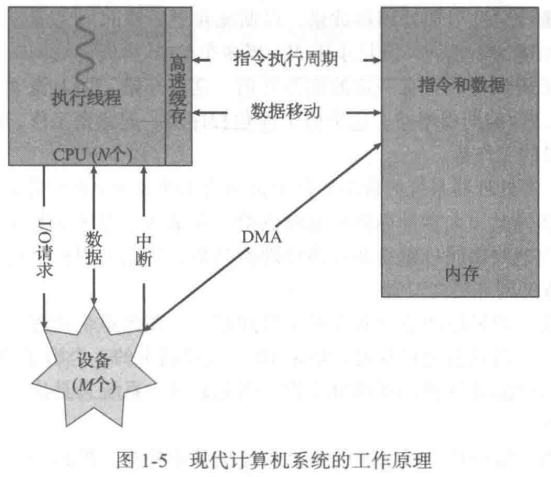 执行线程
CPU (N个)
高速缓存
指令执行周期
数据移动
指令和数据
内存
I/O请求
数据
中断
DMA
设备
(M个)
图 1-5 现代计算机系统的工作原理